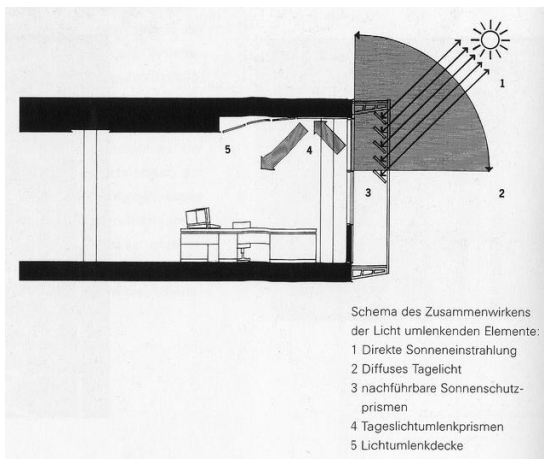 1
5
4
3
2
Schema des Zusammenwirkens
der Licht umlenkenden Elemente:
1 Direkte Sonneneinstrahlung
2 Diffuses Tagelicht
3 nachführbare Sonnenschutz-
prismen
4 Tageslichtumlenkprismen
5 Lichtumlenkdecke